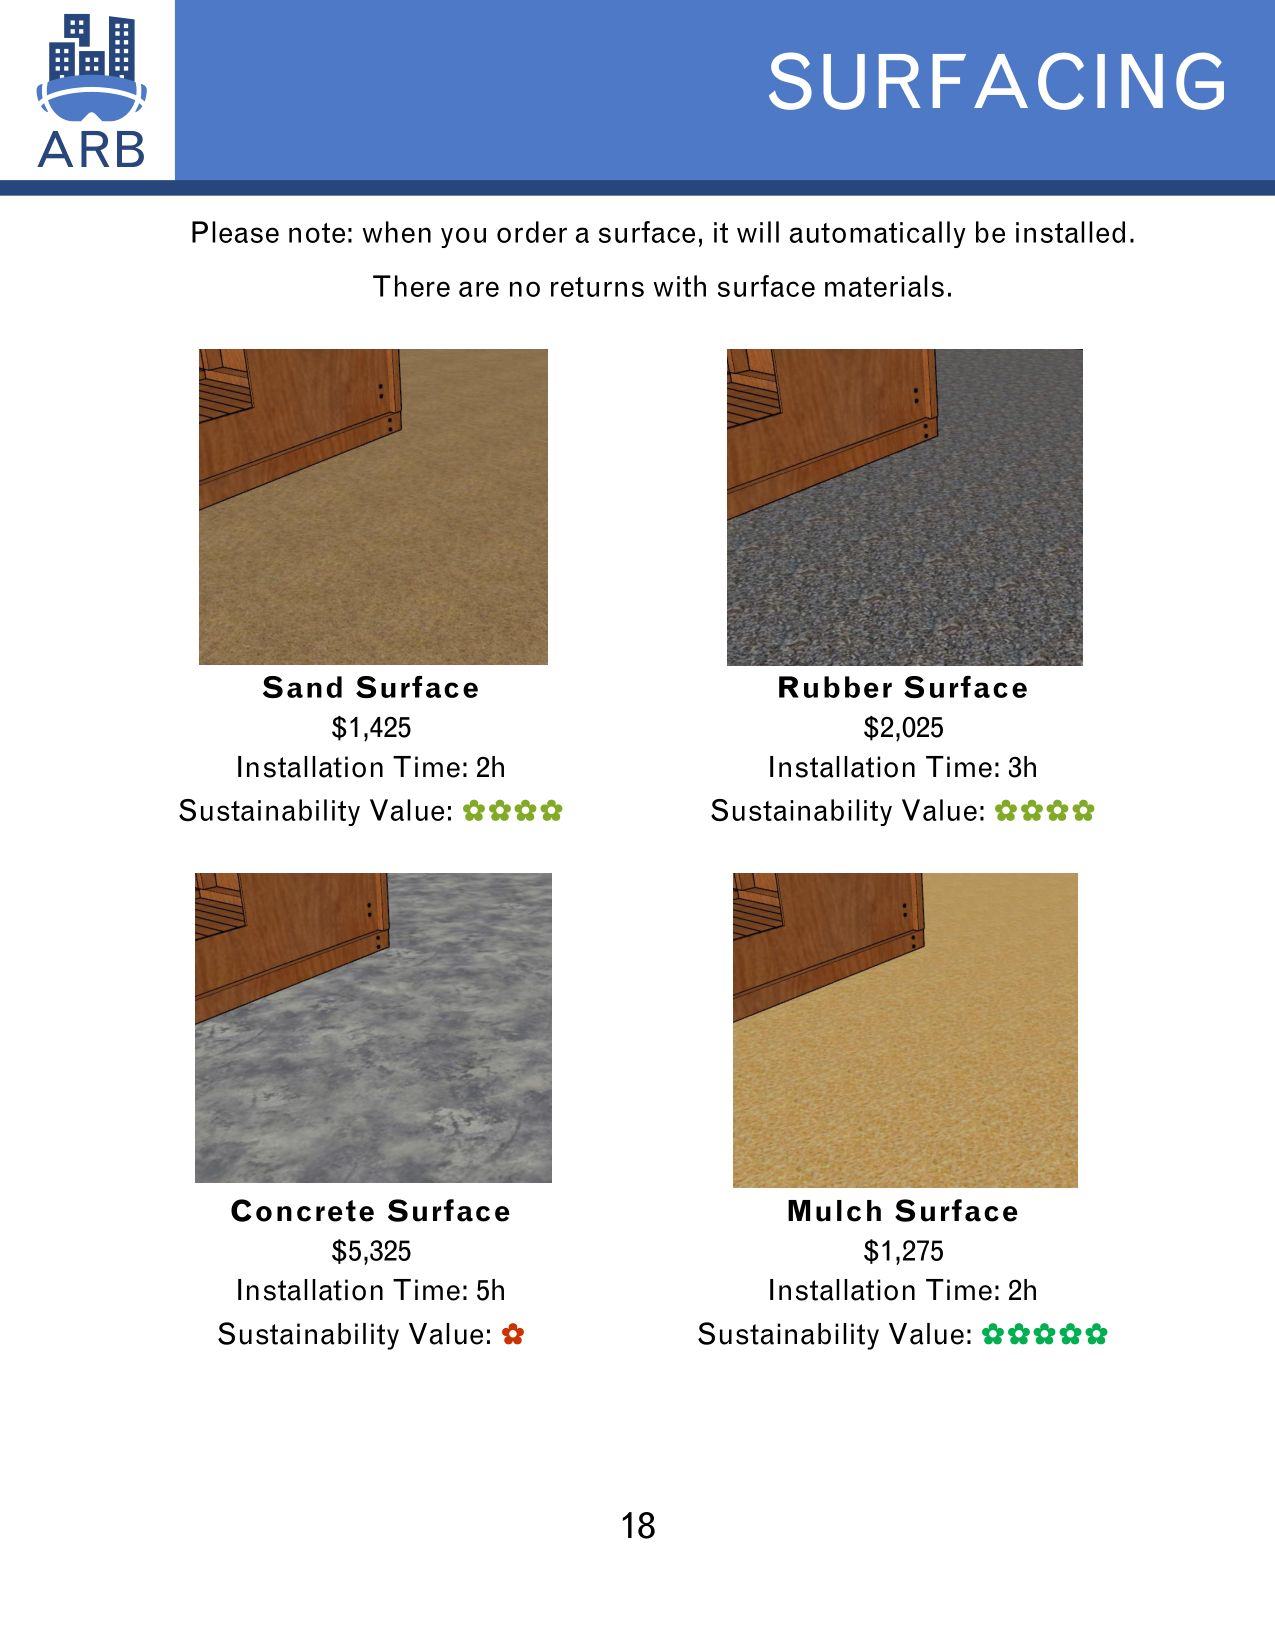 ARB
SURFACING
Please note: when you order a surface, it will automatically be installed.
There are no returns with surface materials.
Sand Surface
$1,425
Installation Time: 2h
Sustainability Value: ✿✿✿✿
Rubber Surface
$2,025
Installation Time: 3h
Sustainability Value: ✿✿✿✿
Concrete Surface
$5,325
Installation Time: 5h
Sustainability Value: ✿
Mulch Surface
$1,275
Installation Time: 2h
Sustainability Value: ✿✿✿✿✿
18